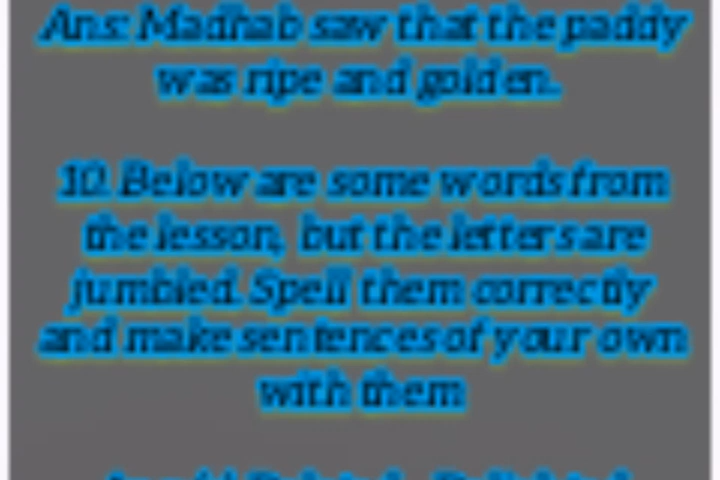 Ans: Madhab saw that the paddy
was ripe and golden.
10. Below are some words from
the lesson, but the letters are
jumbled. Spell them correctly
and make sentences of your own
with them